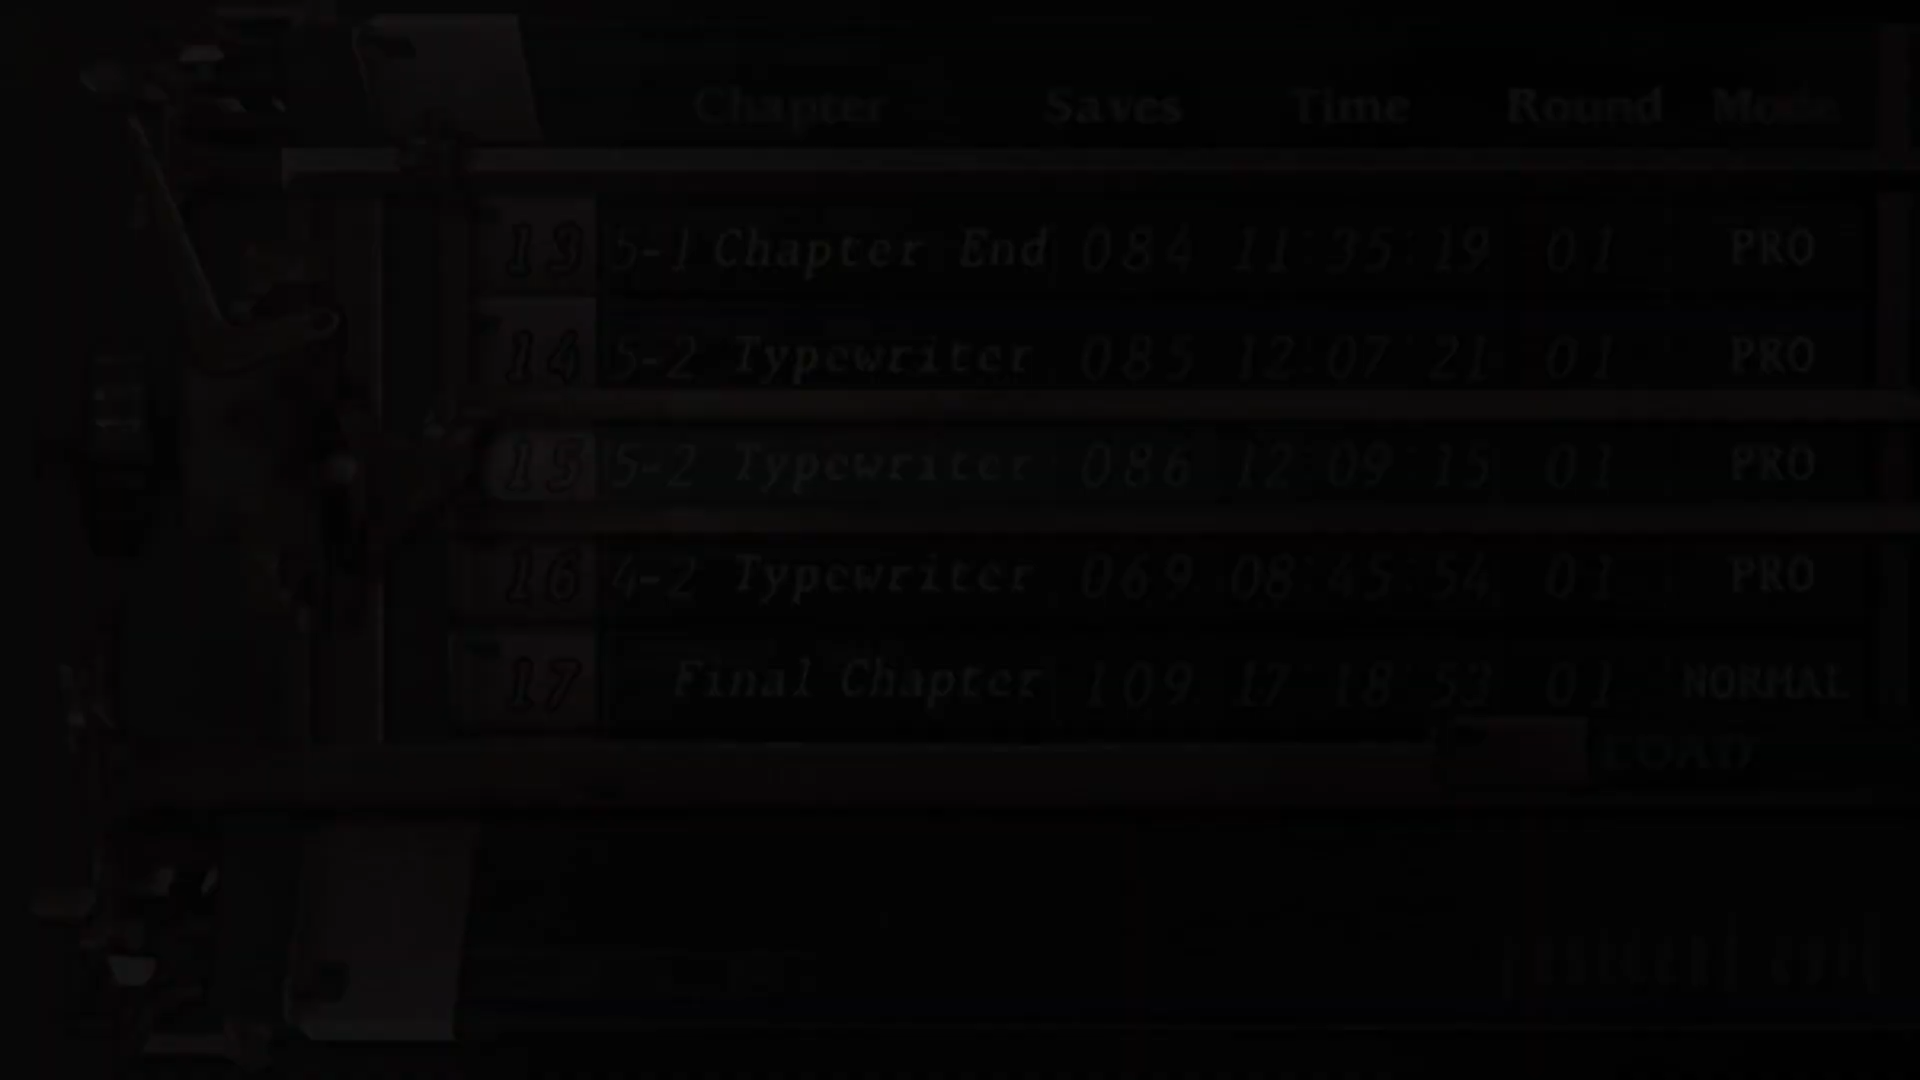 Chapter Saves Time Round Mode
13 5-1 Chapter End 084 11:35:19 01 PRO
14 5-2 Typewriter 085 12:07:21 01 PRO
15 5-2 Typewriter 086 12:09:15 01 PRO
16 4-2 Typewriter 069 08:45:54 01 PRO
17 Final Chapter 109 17:18:53 01 NORMAL
LOAD